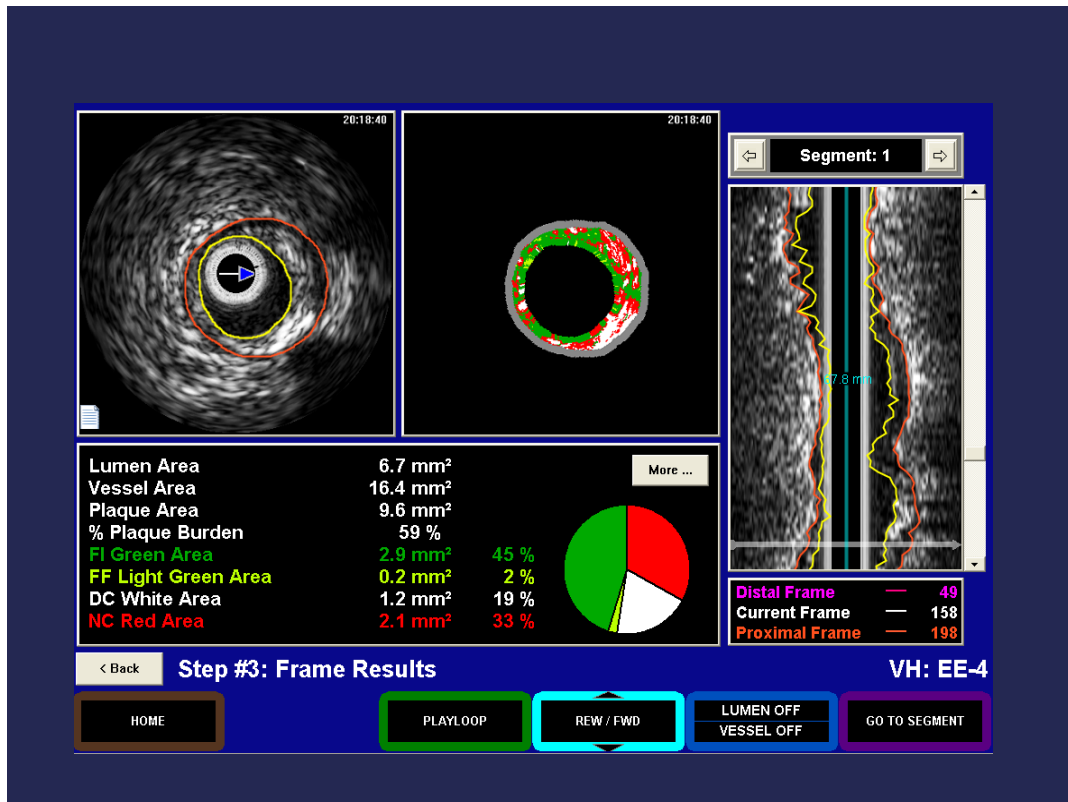 20:18:40
20:18:40
Segment: 1
Lumen Area 6.7 mm²
Vessel Area 16.4 mm²
Plaque Area 9.6 mm²
% Plaque Burden 59 %
FI Green Area 2.9 mm² 45 %
FF Light Green Area 0.2 mm² 2 %
DC White Area 1.2 mm² 19 %
NC Red Area 2.1 mm² 33 %
More ...
Distal Frame — 49
Current Frame — 158
Proximal Frame — 198
< Back
Step #3: Frame Results
VH: EE-4
HOME
PLAYLOOP
REW / FWD
LUMEN OFF
VESSEL OFF
GO TO SEGMENT